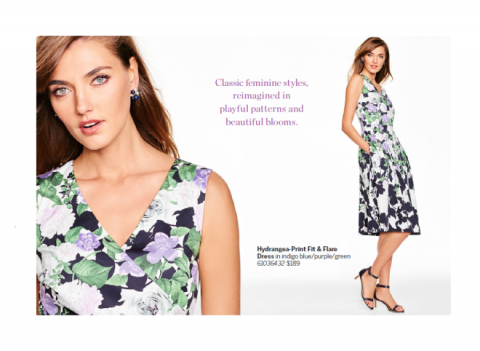 Classic feminine styles,
reimagined in
playful patterns and
beautiful blooms.
Hydrangea-Print Fit & Flare
Dress in indigo blue/purple/green
61036432 $189